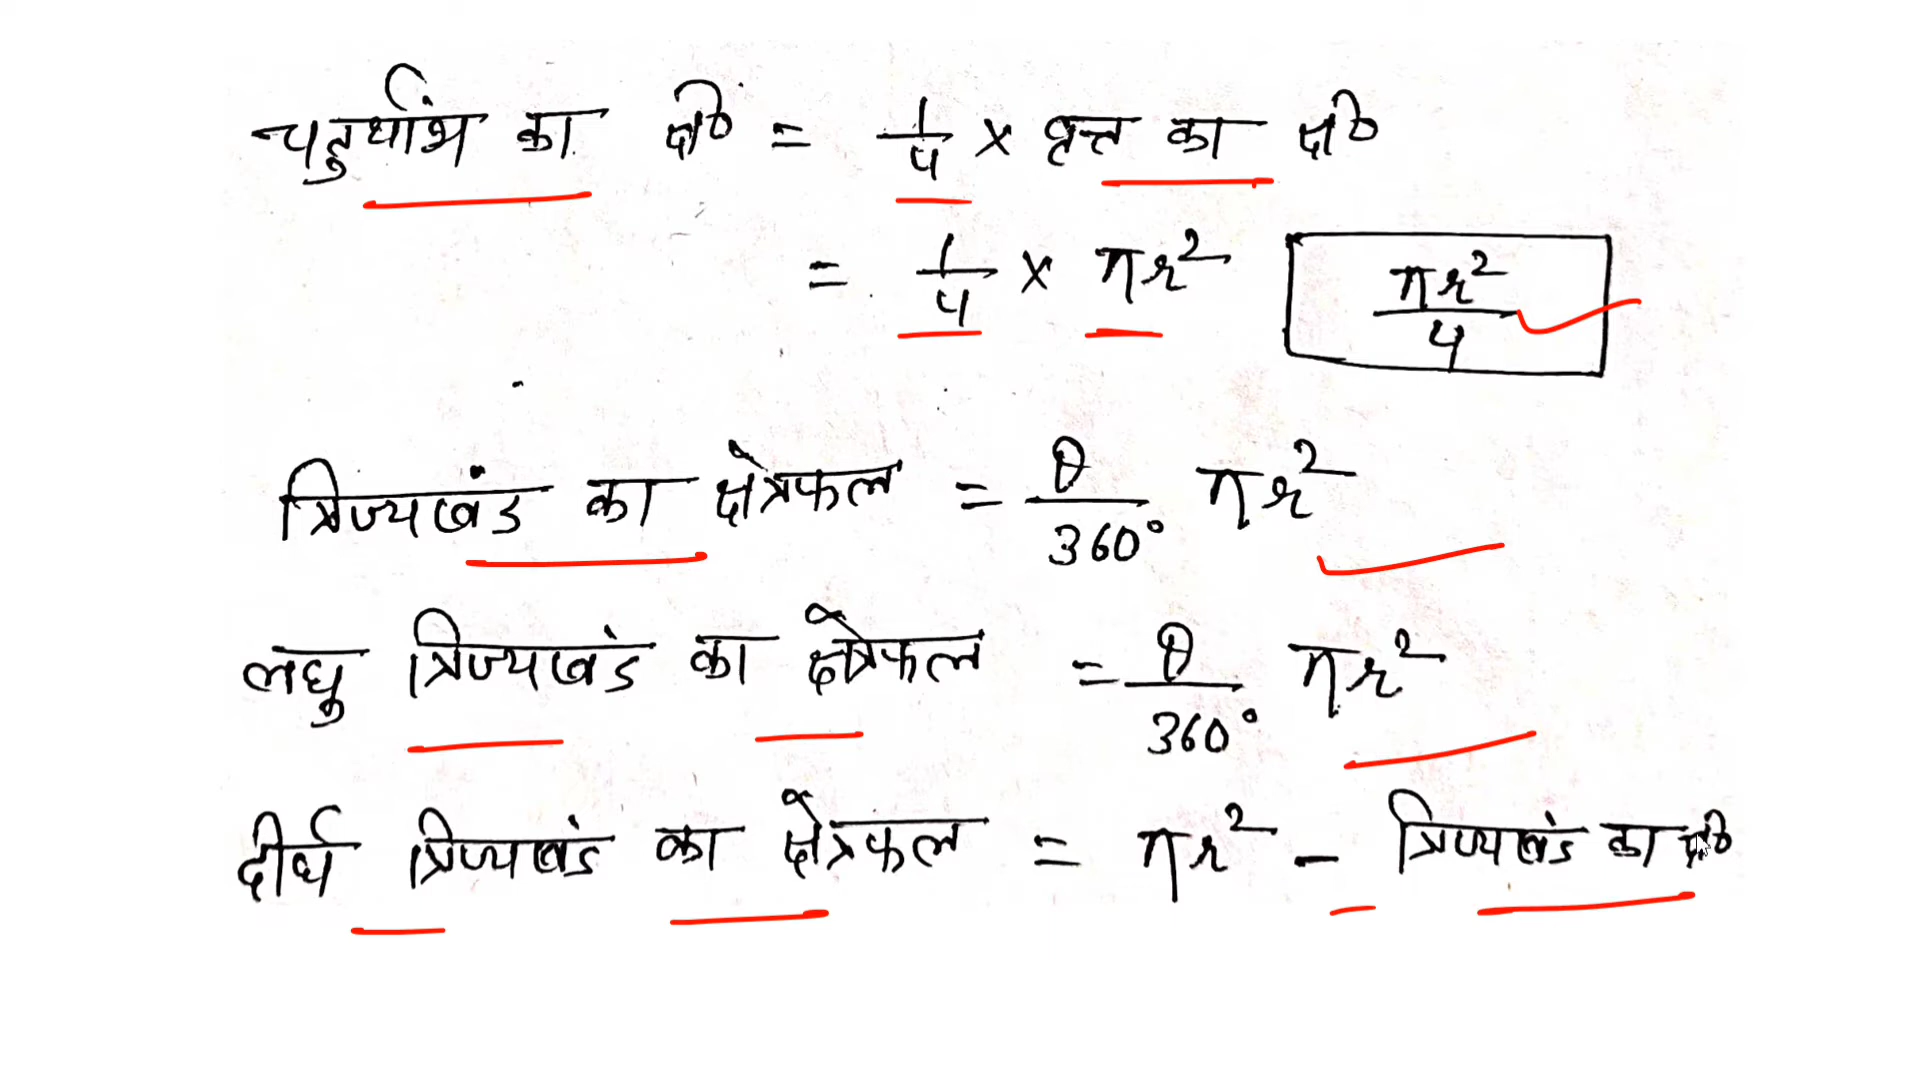 चतुर्थांश का क्षे० = 1/4 × वृत्त का क्षे०
= 1/4 × πr² πr²/4
त्रिज्यखंड का क्षेत्रफल = θ/360° πr²
लघु त्रिज्यखंड का क्षेत्रफल = θ/360° πr²
दीर्घ त्रिज्यखंड का क्षेत्रफल = πr² − त्रिज्यखंड का क्षे०